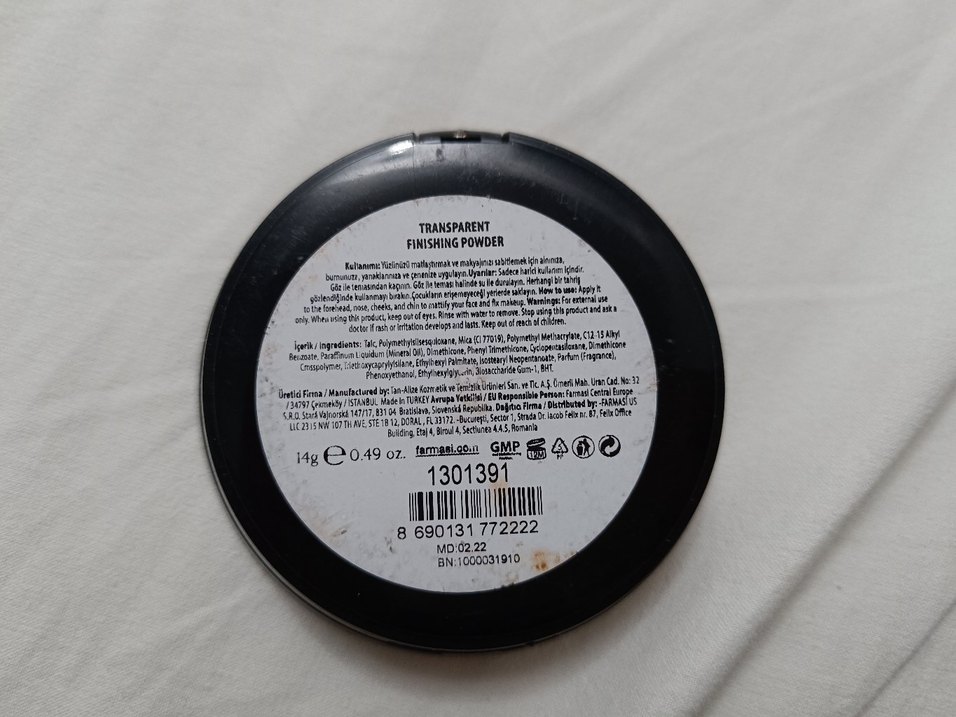 TRANSPARENT
FINISHING POWDER
Kullanımı: Yüzünüzü matlaştırmak ve makyajınızı sabitlemek için alnınıza,
burnunuza, yanaklarınıza ve çenenize uygulayın. Uyarılar: Sadece harici kullanım içindir.
Göz ile temasından kaçının. Göz ile teması halinde su ile durulayın. Herhangi bir tahriş
gözlendiğinde kullanmayı bırakın. Çocukların erişemeyeceği yerlerde saklayın. How to use: Apply it
to the forehead, nose, cheeks, and chin to mattify your face and fix makeup. Warnings: For external use
only. When using this product, keep out of eyes. Rinse with water to remove. Stop using this product and ask a
doctor if rash or irritation develops and lasts. Keep out of reach of children.
İçerik / Ingredients: Talc, Polymethylsilsesquioxane, Mica (CI 77019), Polymethyl Methacrylate, C12-15 Alkyl
Benzoate, Paraffinum Liquidum (Mineral Oil), Dimethicone, Phenyl Trimethicone, Cyclopentasiloxane, Dimethicone
Crosspolymer, Triethoxycaprylylsilane, Ethylhexyl Palmitate, Isostearyl Neopentanoate, Parfum (Fragrance),
Phenoxyethanol, Ethylhexylglycerin, Biosaccharide Gum-1, BHT.
Üretici Firma / Manufactured by: Tan-Alize Kozmetik ve Temizlik Ürünleri San. ve Tic. A.Ş. Ömerli Mah. Uran Cad. No: 32
/ 34797 Çekmeköy / İSTANBUL Made in TURKEY Avrupa Yetkilisi / EU Responsible Person: Farmasi Central Europe
S.R.O. Stará Vajnorská 147/17, 831 04 Bratislava, Slovenská Republika. Dağıtıcı Firma / Distributed by: -FARMASİ US
LLC 2315 NW 107 TH AVE, STE 1B 12, DORAL, FL 33172. -București, Sector 1, Strada Dr. Iacob Felix nr. 87, Felix Office
Building, Etaj 4, Biroul 4, Sectiunea 4.4.5, Romania
14g ℮ 0.49 oz. farmasi.com GMP 12M
1301391
8 690131 772222
MD:02.22
BN:1000031910